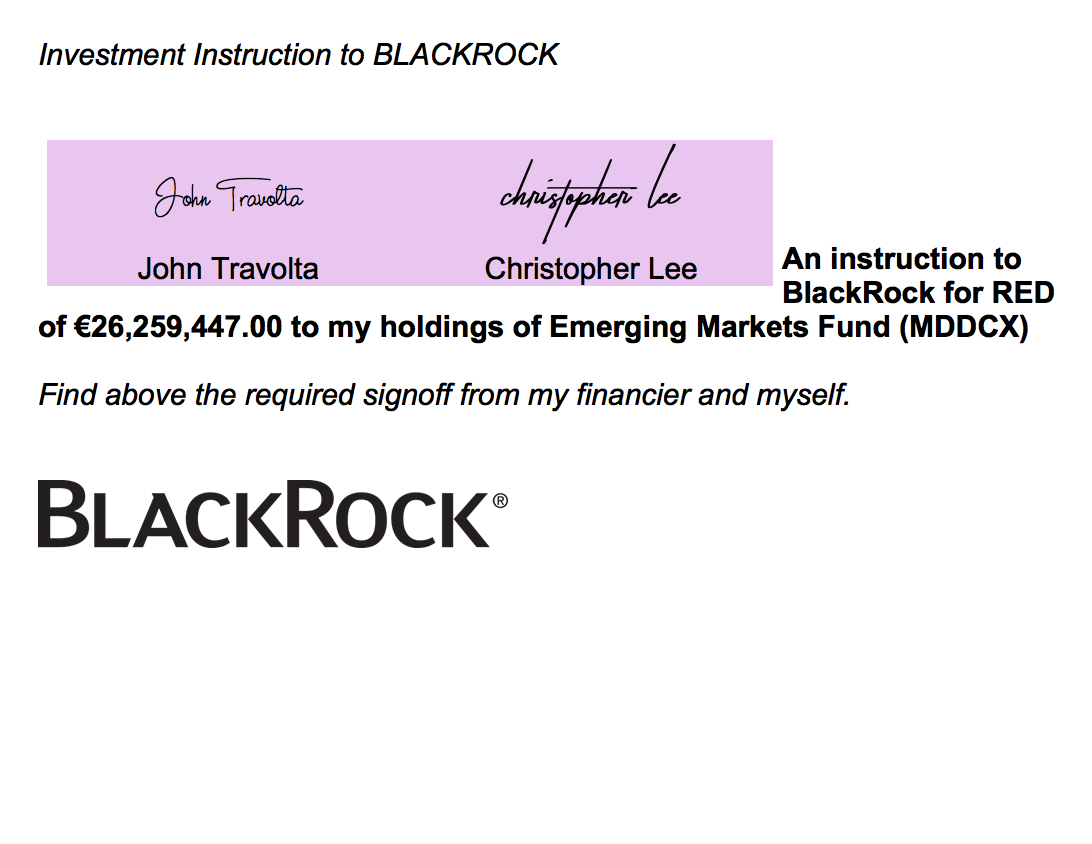 Investment Instruction to BLACKROCK
John Travolta christopher lee
John Travolta Christopher Lee
An instruction to
BlackRock for RED
of €26,259,447.00 to my holdings of Emerging Markets Fund (MDDCX)
Find above the required signoff from my financier and myself.
BLACKROCK®